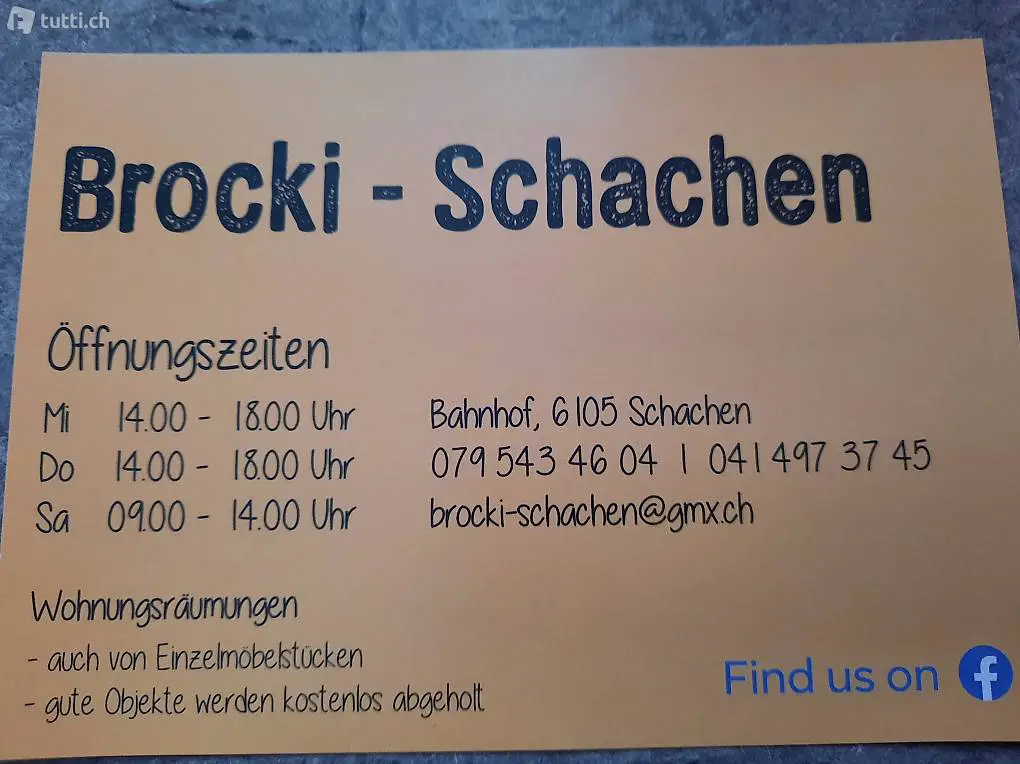 tutti.ch
Brocki - Schachen
Öffnungszeiten
Mi 14.00 - 18.00 Uhr
Do 14.00 - 18.00 Uhr
Sa 09.00 - 14.00 Uhr
Bahnhof, 6105 Schachen
079 543 46 04 | 041 497 37 45
brocki-schachen@gmx.ch
Wohnungsräumungen
- auch von Einzelmöbelstücken
- gute Objekte werden kostenlos abgeholt
Find us on f